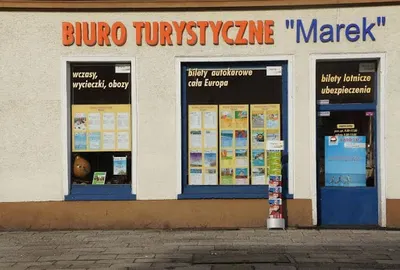 BIURO TURYSTYCZNE "Marek"
wczasy,
wycieczki, obozy
bilety autokarowe
cała Europa
bilety lotnicze
ubezpieczenia